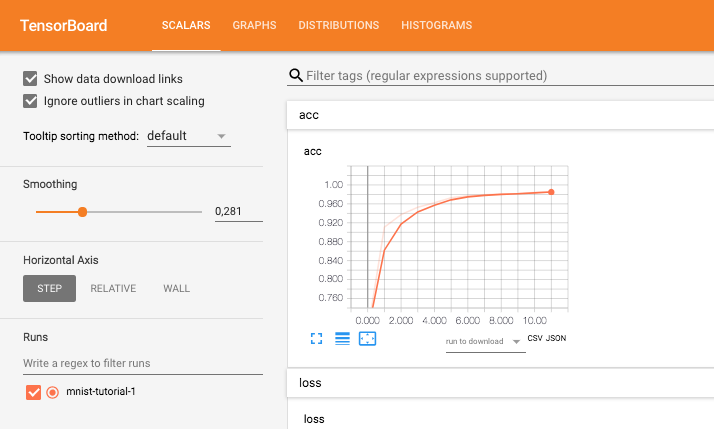 TensorBoard
SCALARS GRAPHS DISTRIBUTIONS HISTOGRAMS
Show data download links
Ignore outliers in chart scaling
Tooltip sorting method: default
Smoothing
0,281
Horizontal Axis
STEP RELATIVE WALL
Runs
Write a regex to filter runs
mnist-tutorial-1
Filter tags (regular expressions supported)
acc
acc
1.00
0.960
0.920
0.880
0.840
0.800
0.760
0.000 2.000 4.000 6.000 8.000 10.00
run to download CSV JSON
loss
loss